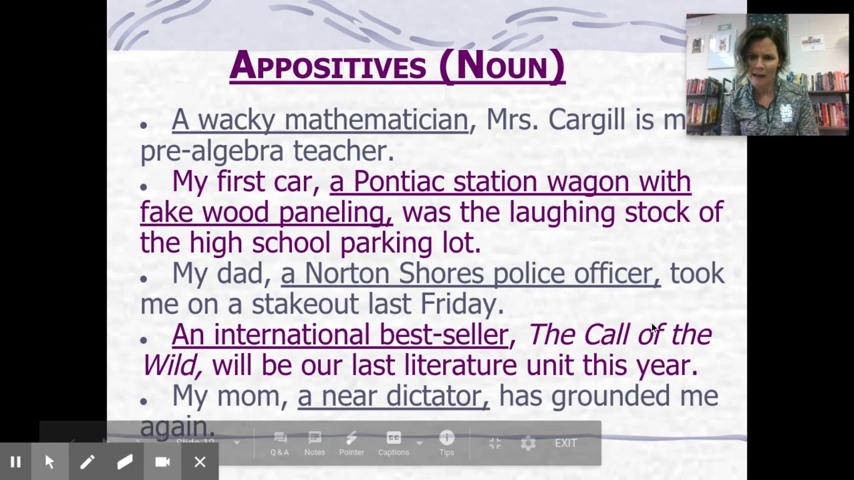 APPOSITIVES (NOUN)
• A wacky mathematician, Mrs. Cargill is
pre-algebra teacher.
• My first car, a Pontiac station wagon with
fake wood paneling, was the laughing stock of
the high school parking lot.
• My dad, a Norton Shores police officer, took
me on a stakeout last Friday.
• An international best-seller, The Call of the
Wild, will be our last literature unit this year.
• My mom, a near dictator, has grounded me
again.
Q & A Notes Pointer Captions Tips EXIT